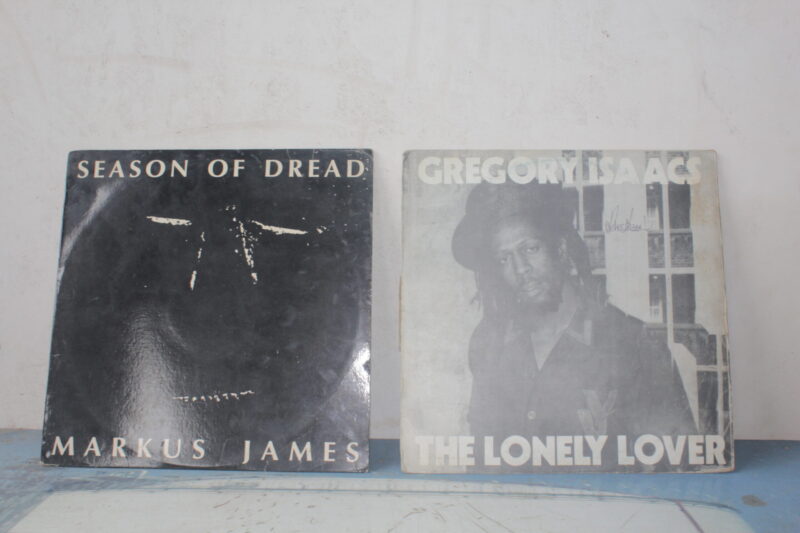 SEASON OF DREAD
MARKUS JAMES
GREGORY ISAACS
THE LONELY LOVER